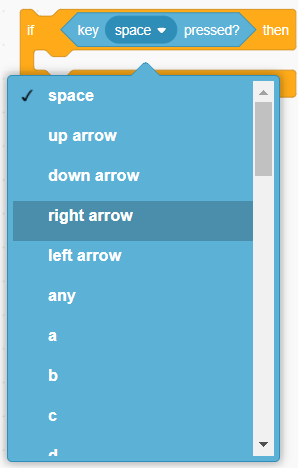 if key space pressed? then
space
up arrow
down arrow
right arrow
left arrow
any
a
b
c
d